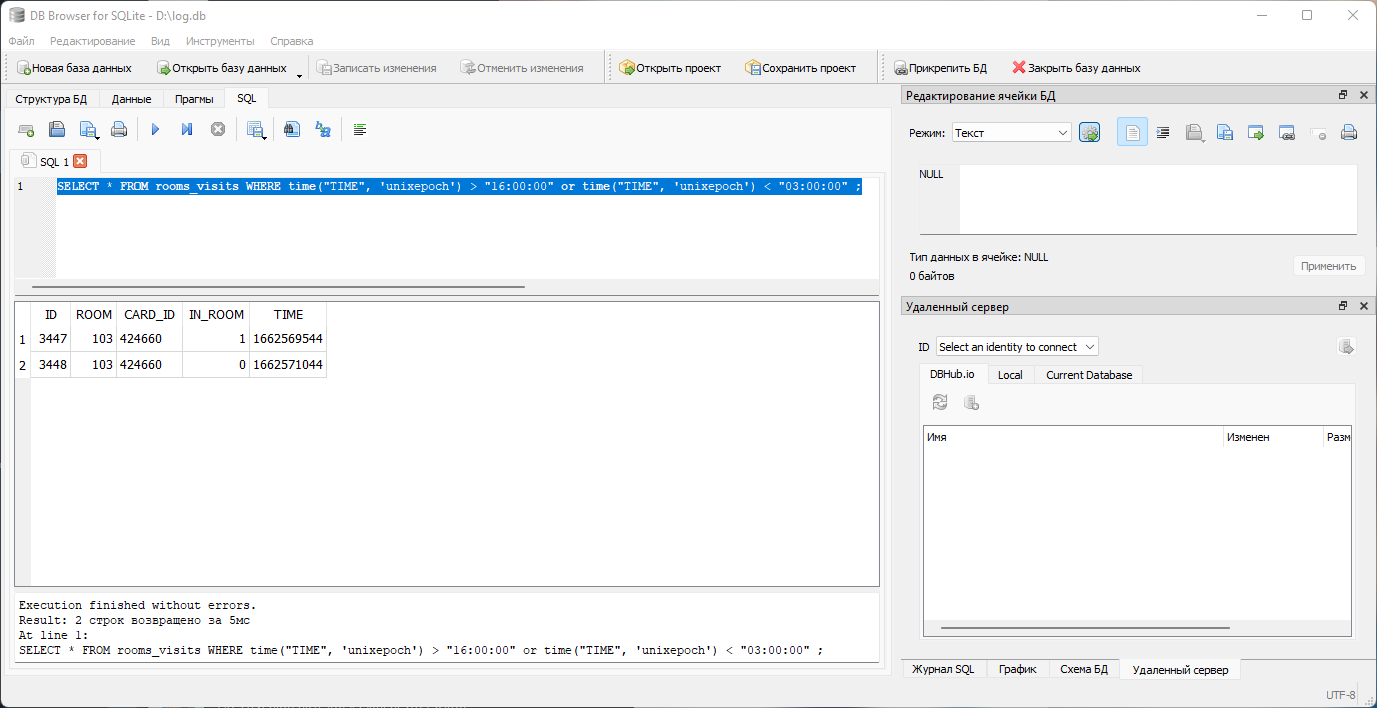 DB Browser for SQLite - D:\log.db
Файл Редактирование Вид Инструменты Справка
Новая база данных Открыть базу данных Записать изменения Отменить изменения Открыть проект Сохранить проект Прикрепить БД Закрыть базу данных
Структура БД Данные Прагмы SQL
SQL 1
1 SELECT * FROM rooms_visits WHERE time("TIME", 'unixepoch') > "16:00:00" or time("TIME", 'unixepoch') < "03:00:00" ;
ID ROOM CARD_ID IN_ROOM TIME
1 3447 103 424660 1 1662569544
2 3448 103 424660 0 1662571044
Execution finished without errors.
Result: 2 строк возвращено за 5мс
At line 1:
SELECT * FROM rooms_visits WHERE time("TIME", 'unixepoch') > "16:00:00" or time("TIME", 'unixepoch') < "03:00:00" ;
Редактирование ячейки БД
Режим: Текст
NULL
Тип данных в ячейке: NULL
0 байтов
Применить
Удаленный сервер
ID Select an identity to connect
DBHub.io Local Current Database
Имя Изменен Разм
Журнал SQL График Схема БД Удаленный сервер
UTF-8